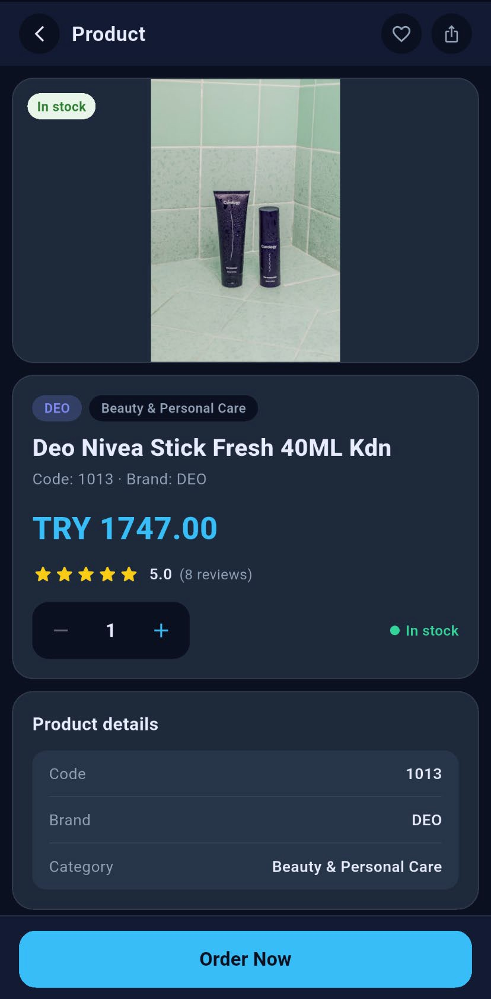 Product
In stock
Curology
Curology
DEO
Beauty & Personal Care
Deo Nivea Stick Fresh 40ML Kdn
Code: 1013 · Brand: DEO
TRY 1747.00
5.0 (8 reviews)
1
In stock
Product details
Code 1013
Brand DEO
Category Beauty & Personal Care
Order Now